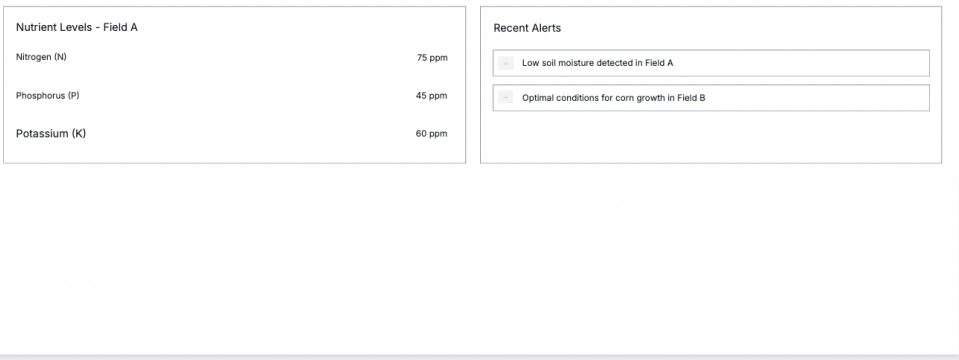 Nutrient Levels - Field A
Nitrogen (N) 75 ppm
Phosphorus (P) 45 ppm
Potassium (K) 60 ppm
Recent Alerts
Low soil moisture detected in Field A
Optimal conditions for corn growth in Field B